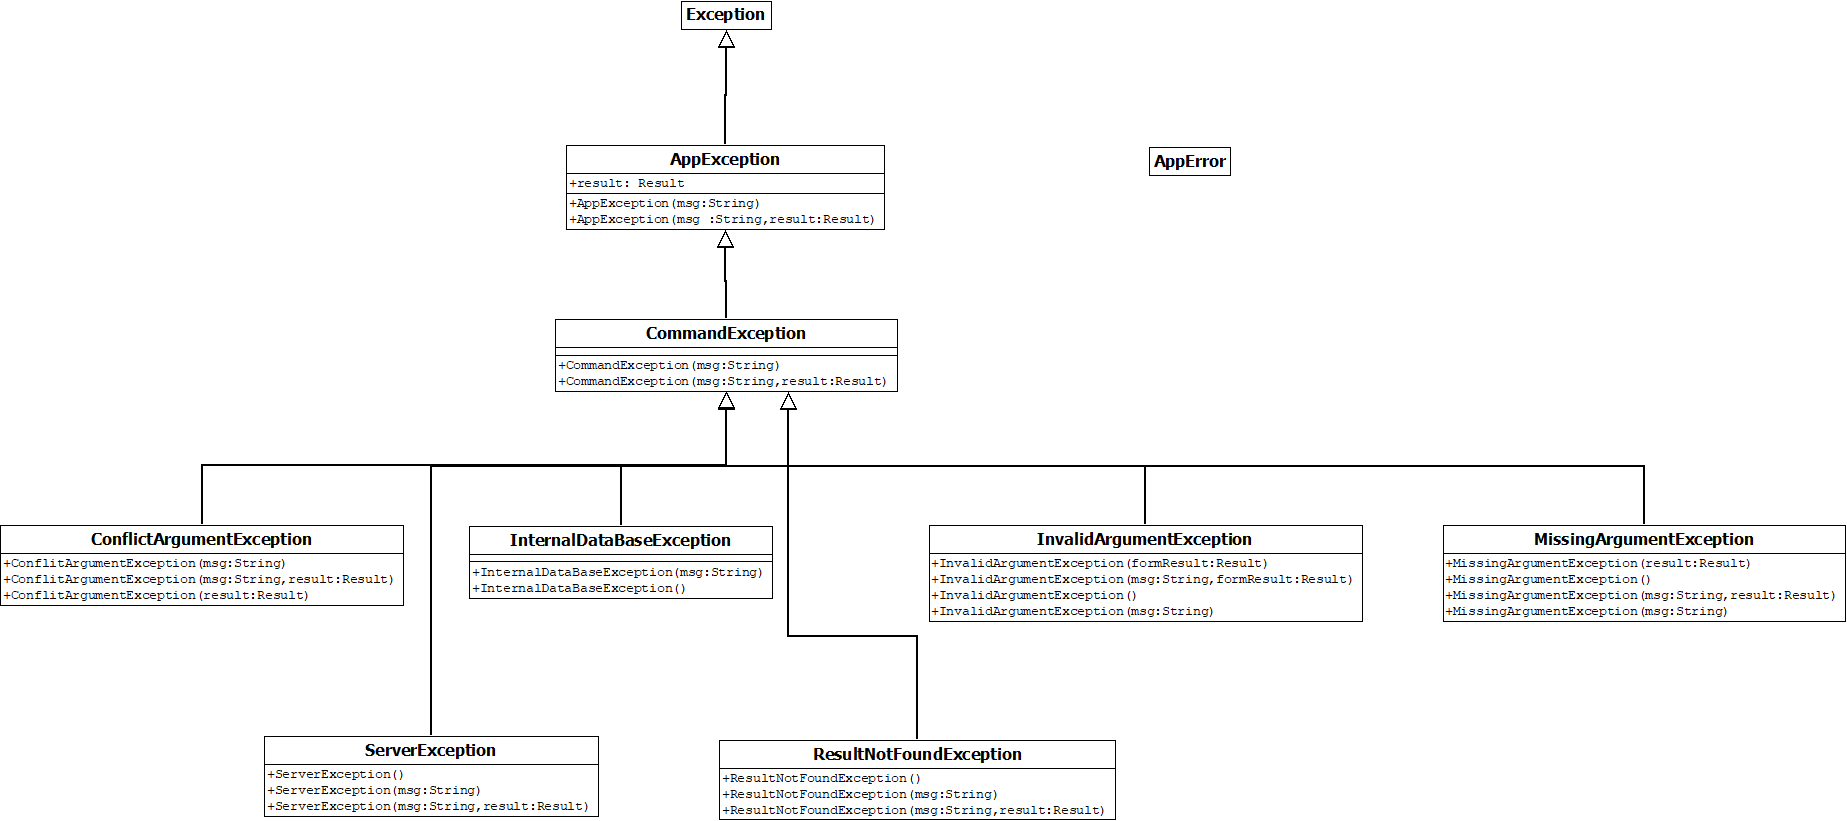 Exception
AppException
+result: Result
+AppException(msg:String)
+AppException(msg :String,result:Result)
AppError
CommandException
+CommandException(msg:String)
+CommandException(msg:String,result:Result)
ConflictArgumentException
+ConflitArgumentException(msg:String)
+ConflitArgumentException(msg:String,result:Result)
+ConflitArgumentException(result:Result)
InternalDataBaseException
+InternalDataBaseException(msg:String)
+InternalDataBaseException()
InvalidArgumentException
+InvalidArgumentException(formResult:Result)
+InvalidArgumentException(msg:String,formResult:Result)
+InvalidArgumentException()
+InvalidArgumentException(msg:String)
MissingArgumentException
+MissingArgumentException(result:Result)
+MissingArgumentException()
+MissingArgumentException(msg:String,result:Result)
+MissingArgumentException(msg:String)
ServerException
+ServerException()
+ServerException(msg:String)
+ServerException(msg:String,result:Result)
ResultNotFoundException
+ResultNotFoundException()
+ResultNotFoundException(msg:String)
+ResultNotFoundException(msg:String,result:Result)